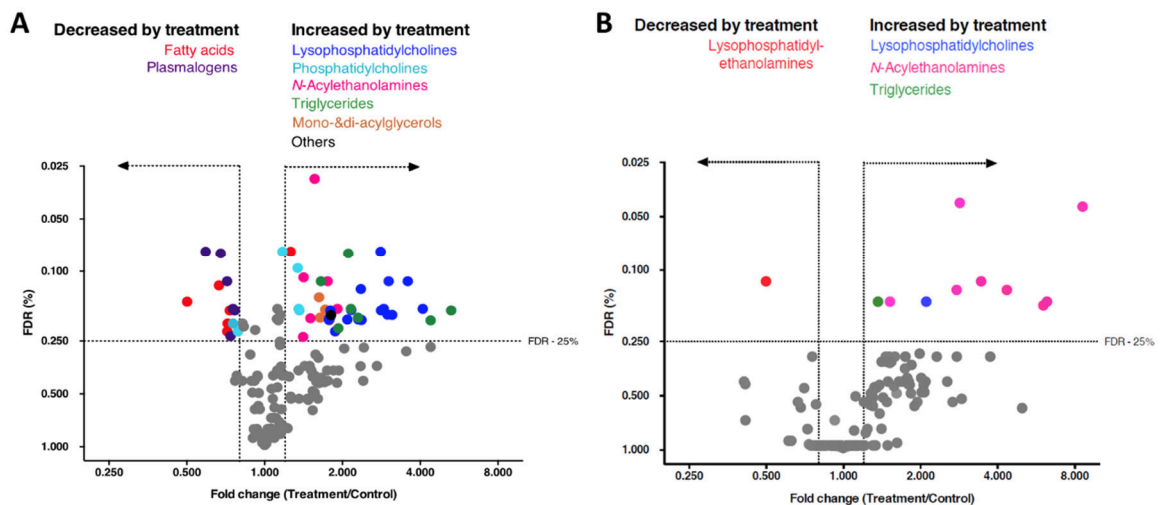 A
Decreased by treatment
Fatty acids
Plasmalogens
Increased by treatment
Lysophosphatidylcholines
Phosphatidylcholines
N-Acylethanolamines
Triglycerides
Mono-&di-acylglycerols
Others
0.025
0.050
0.100
0.250
0.500
1.000
FDR (%)
FDR - 25%
0.250
0.500
1.000
2.000
4.000
8.000
Fold change (Treatment/Control)
B
Decreased by treatment
Lysophosphatidyl-
ethanolamines
Increased by treatment
Lysophosphatidylcholines
N-Acylethanolamines
Triglycerides
0.025
0.050
0.100
0.250
0.500
1.000
FDR (%)
FDR - 25%
0.250
0.500
1.000
2.000
4.000
8.000
Fold change (Treatment/Control)